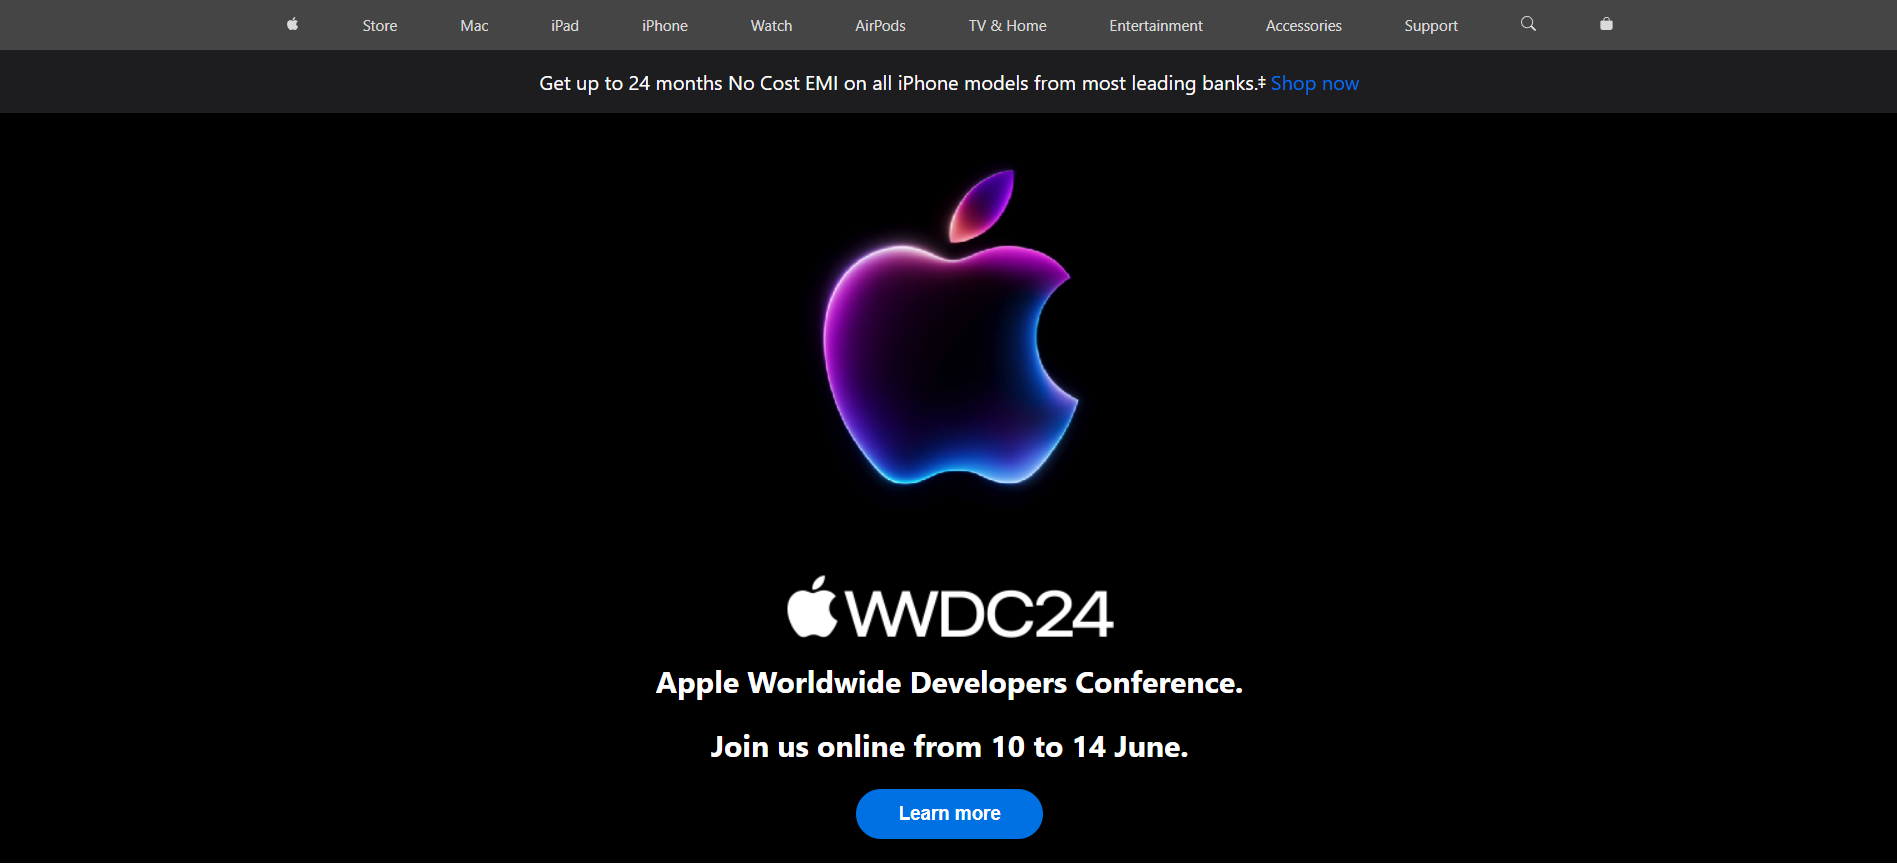 Store Mac iPad iPhone Watch AirPods TV & Home Entertainment Accessories Support
Get up to 24 months No Cost EMI on all iPhone models from most leading banks.‡ Shop now
WWDC24
Apple Worldwide Developers Conference.
Join us online from 10 to 14 June.
Learn more